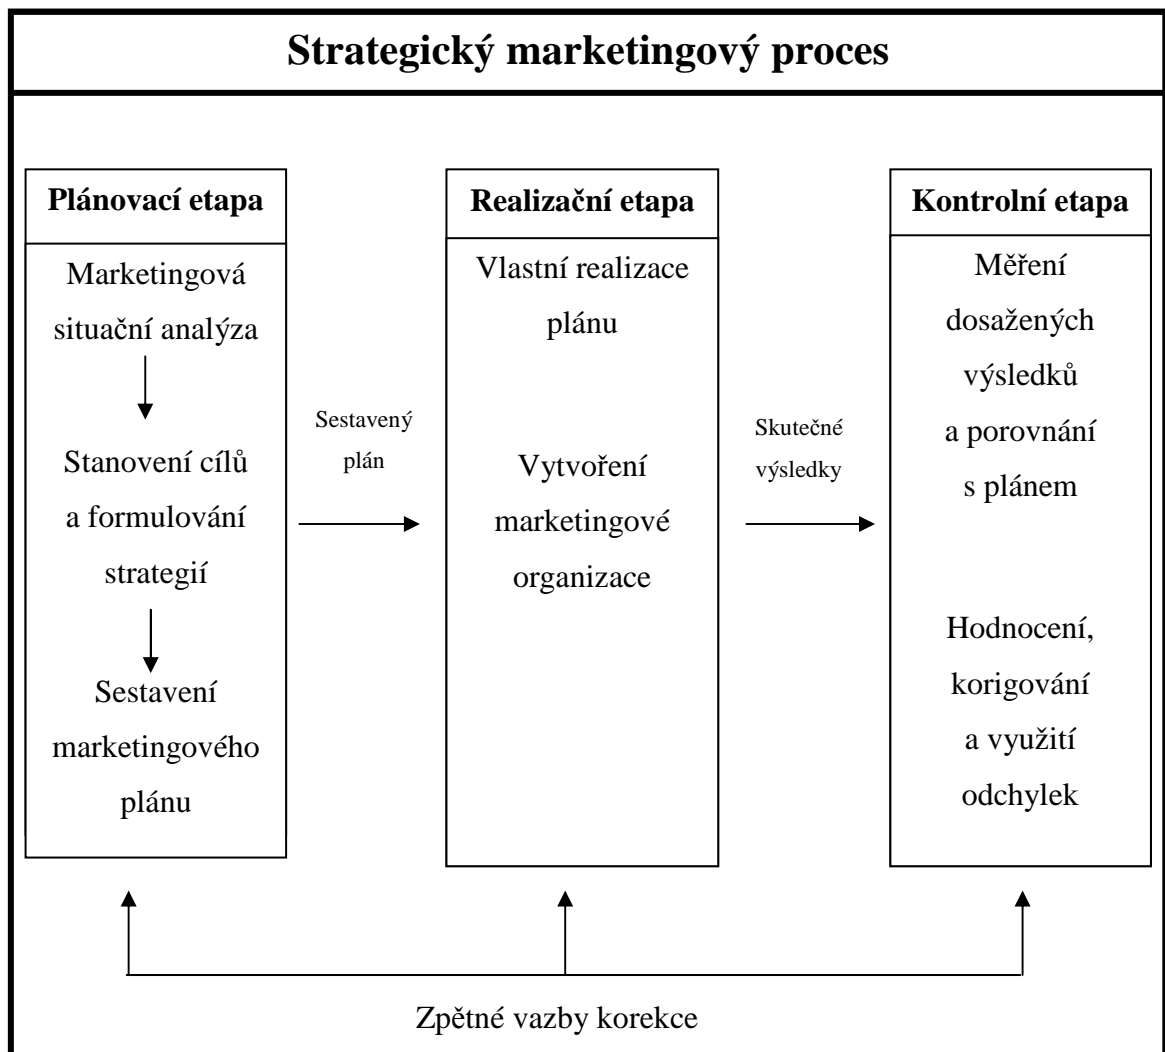 Strategický marketingový proces
Plánovací etapa
Marketingová
situační analýza
Stanovení cílů
a formulování
strategií
Sestavení
marketingového
plánu
Sestavený
plán
Realizační etapa
Vlastní realizace
plánu
Vytvoření
marketingové
organizace
Skutečné
výsledky
Kontrolní etapa
Měření
dosažených
výsledků
a porovnání
s plánem
Hodnocení,
korigování
a využití
odchylek
Zpětné vazby korekce